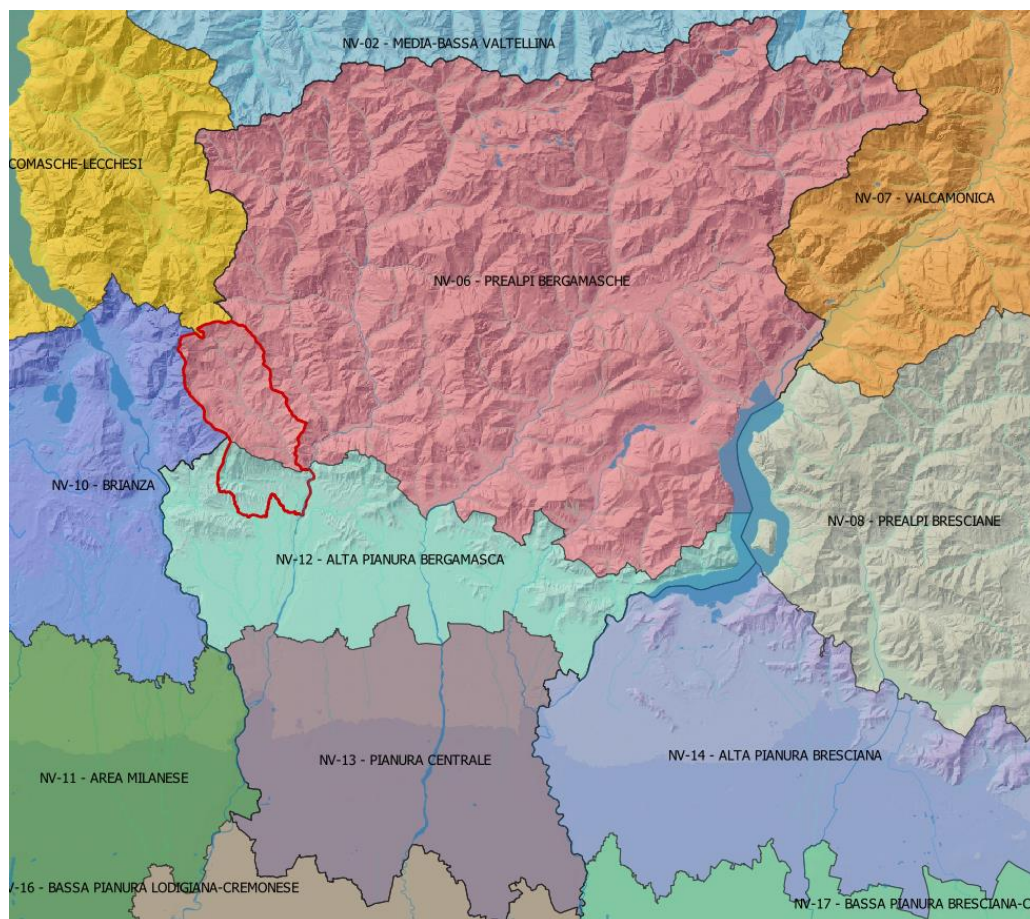 NV-02 - MEDIA-BASSA VALTELLINA
COMASCHE-LECCHESI
NV-07 - VALCAMONICA
NV-06 - PREALPI BERGAMASCHE
NV-10 - BRIANZA
NV-08 - PREALPI BRESCIANE
NV-12 - ALTA PIANURA BERGAMASCA
NV-14 - ALTA PIANURA BRESCIANA
NV-13 - PIANURA CENTRALE
NV-11 - AREA MILANESE
V-16 - BASSA PIANURA LODIGIANA-CREMONESE
NV-17 - BASSA PIANURA BRESCIANA-C